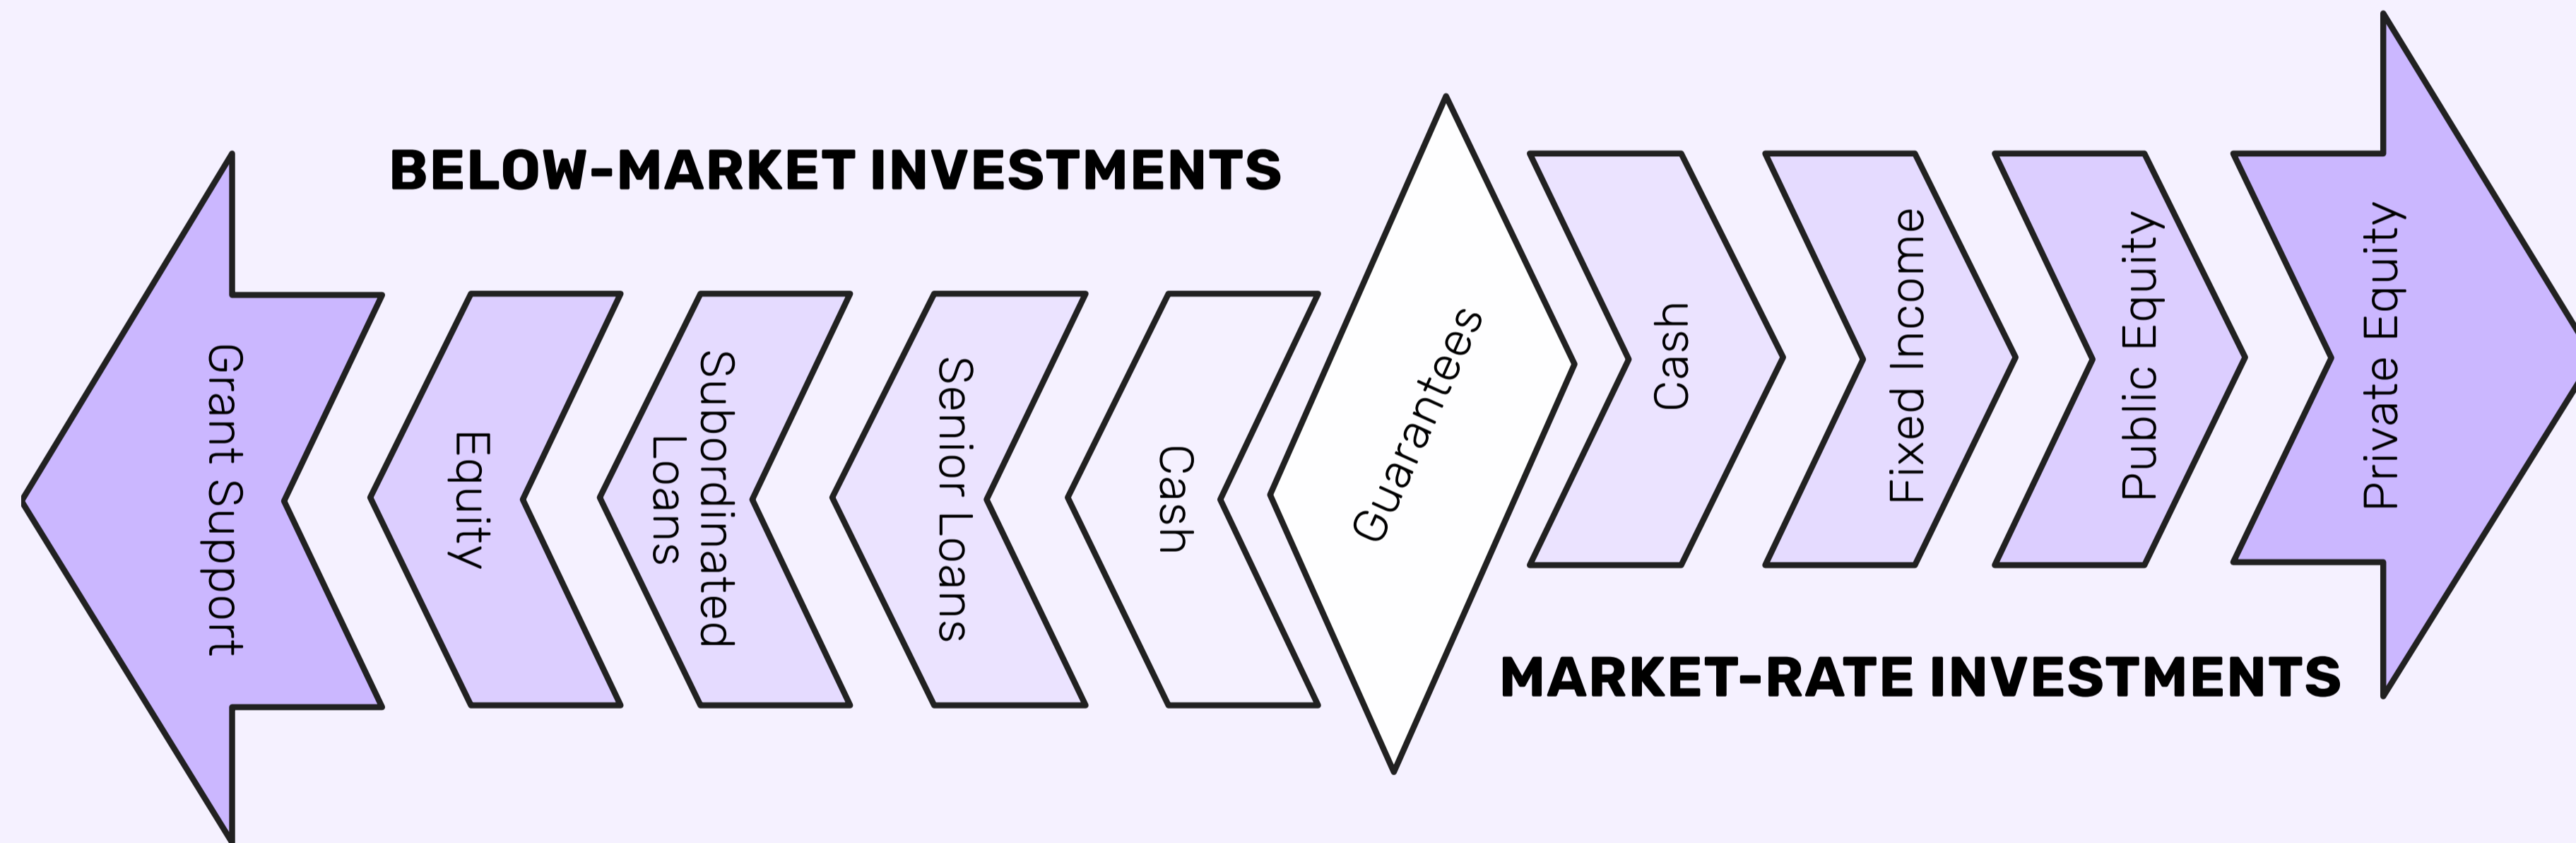 BELOW-MARKET INVESTMENTS
Grant Support
Equity
Subordinated
Loans
Senior Loans
Cash
Guarantees
Cash
Fixed Income
Public Equity
Private Equity
MARKET-RATE INVESTMENTS